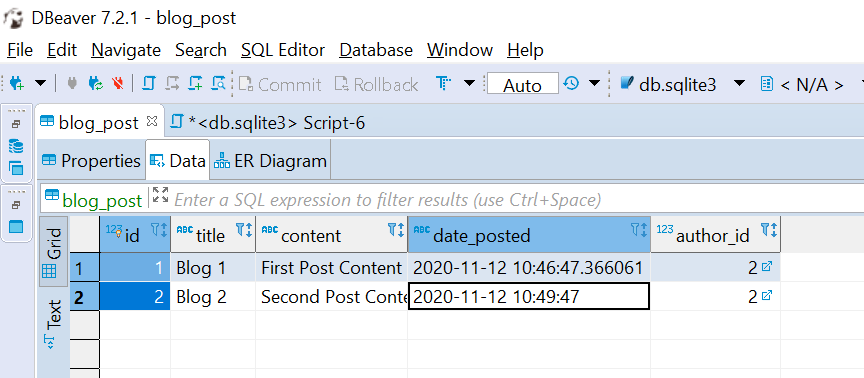 DBeaver 7.2.1 - blog_post
File Edit Navigate Search SQL Editor Database Window Help
Commit Rollback Auto db.sqlite3 < N/A >
blog_post *<db.sqlite3> Script-6
Properties Data ER Diagram
blog_post Enter a SQL expression to filter results (use Ctrl+Space)
Grid
Text
123 id ABC title ABC content ABC date_posted 123 author_id
1 1 Blog 1 First Post Content 2020-11-12 10:46:47.366061 2
2 2 Blog 2 Second Post Conte 2020-11-12 10:49:47 2